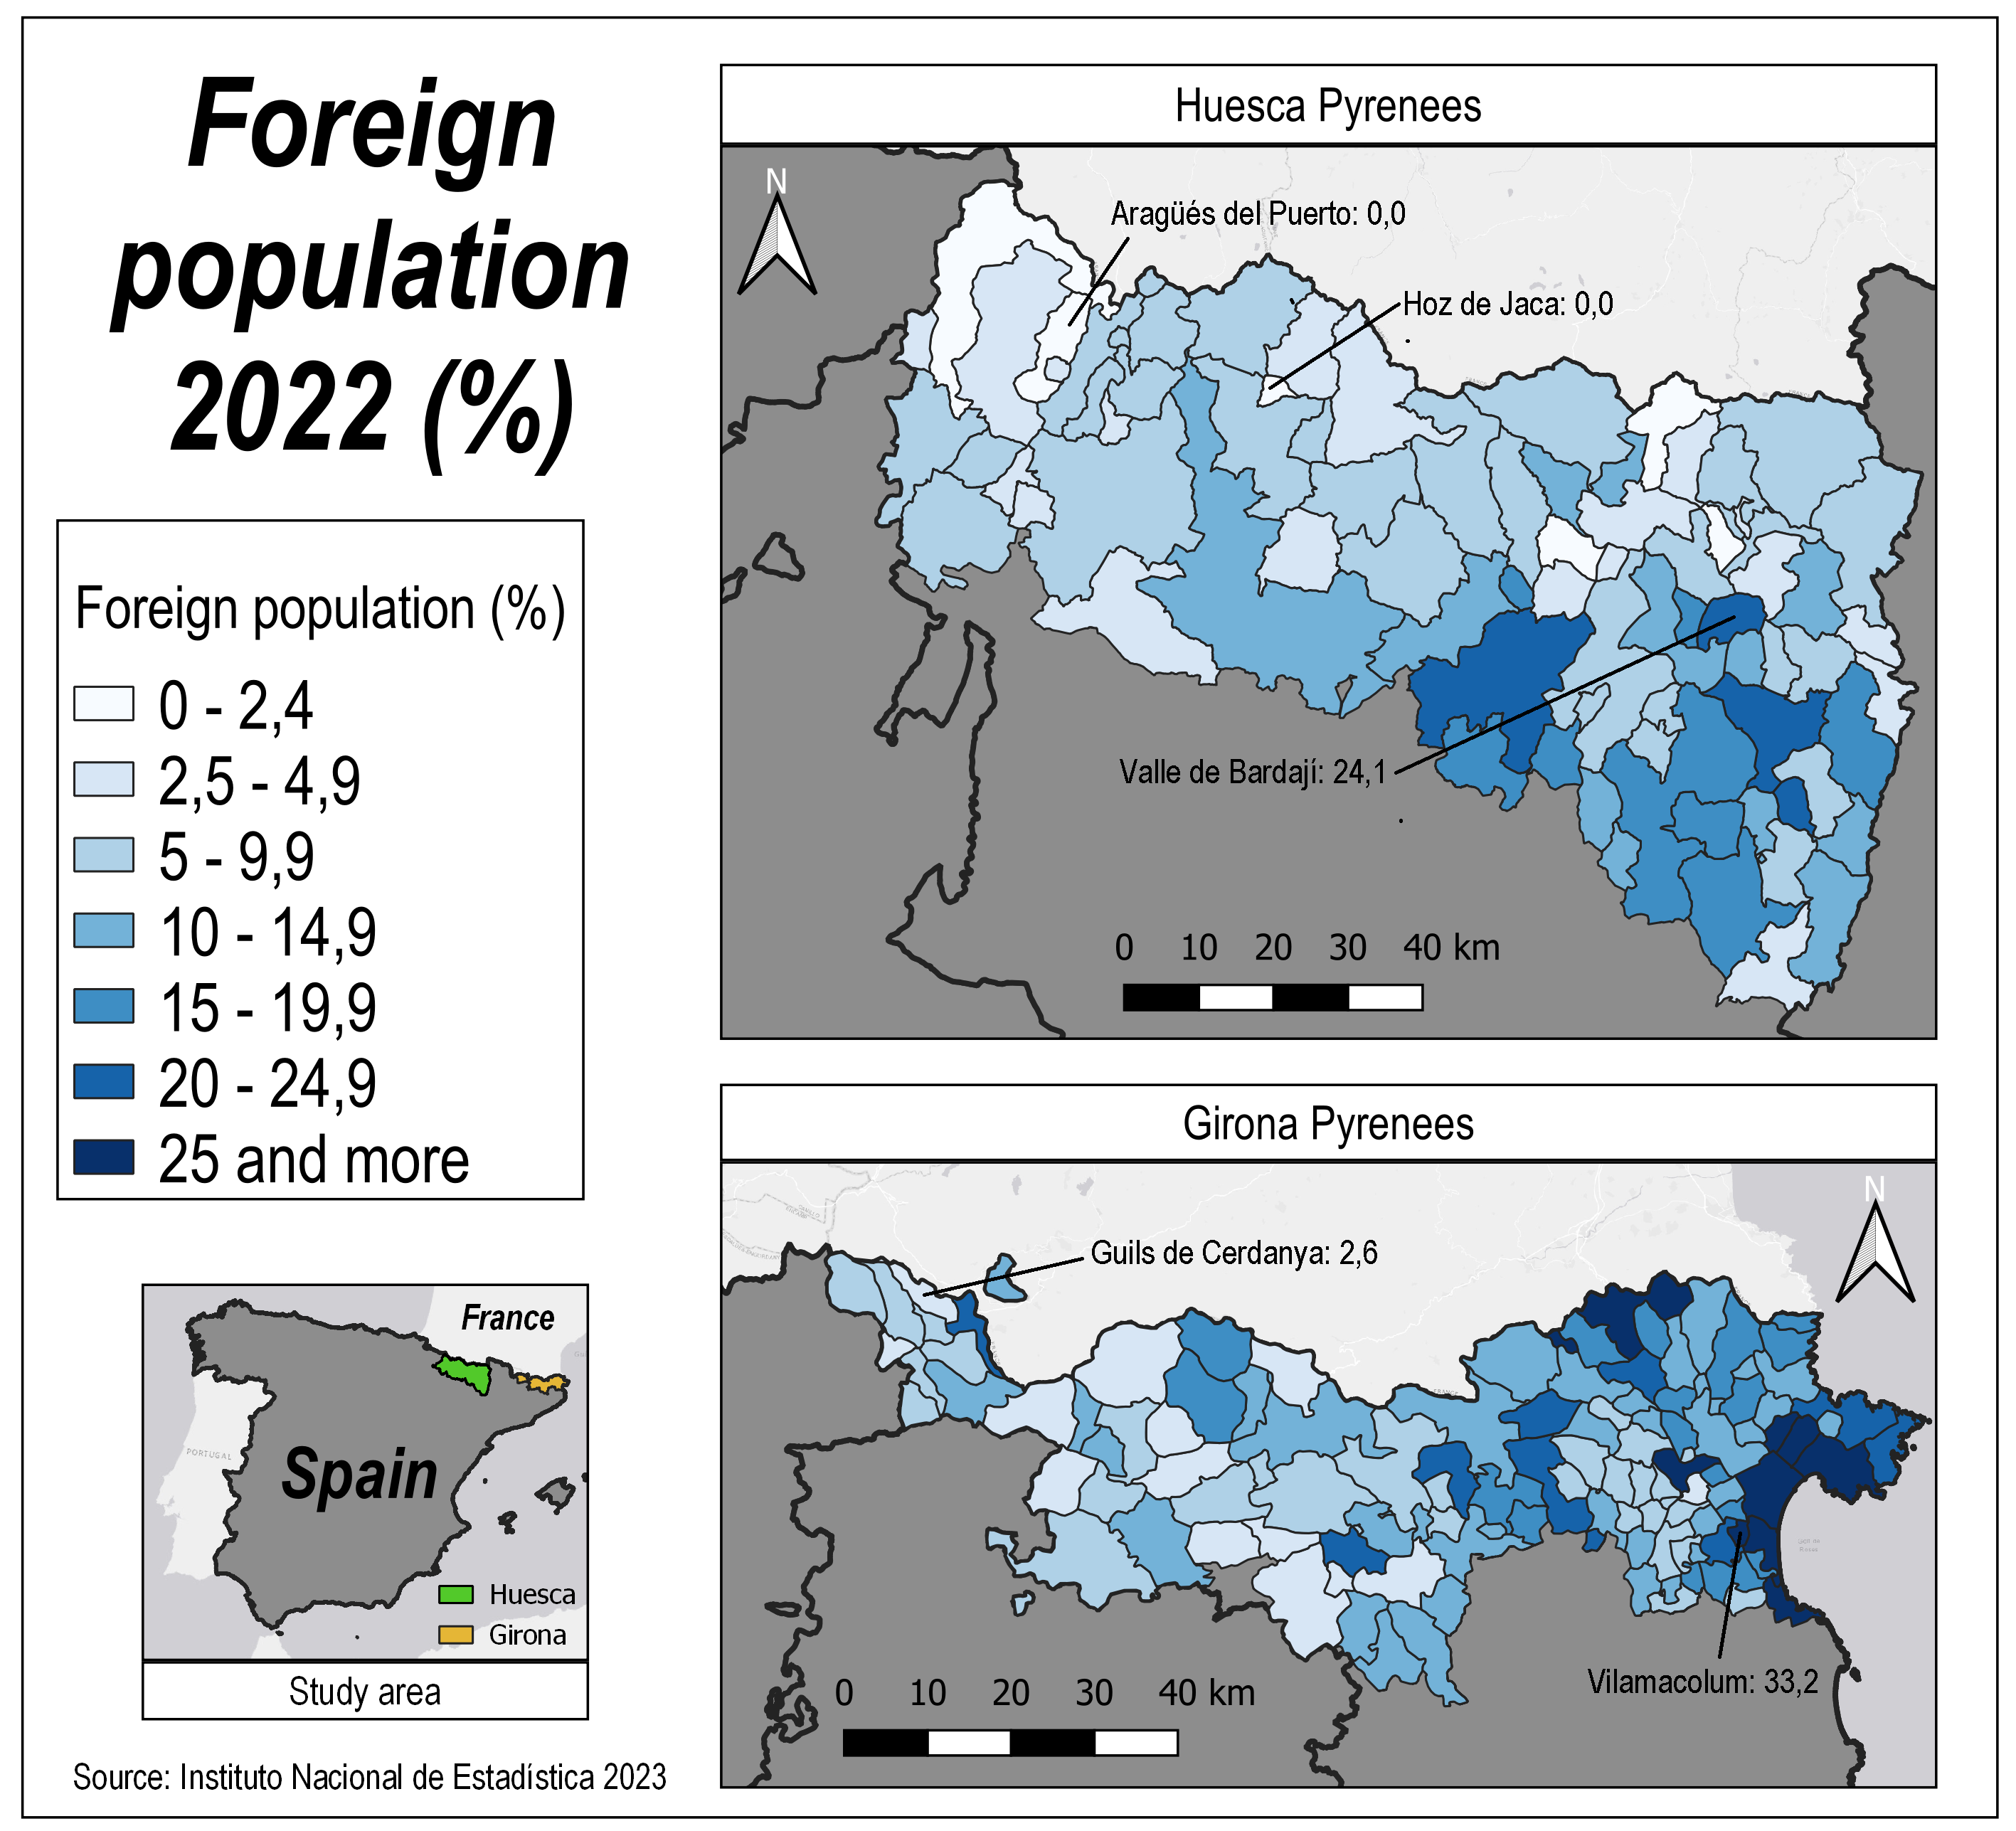 Foreign
population
2022 (%)
Foreign population (%)
0 - 2,4
2,5 - 4,9
5 - 9,9
10 - 14,9
15 - 19,9
20 - 24,9
25 and more
France
PORTUGAL
Spain
Huesca
Girona
Study area
Source: Instituto Nacional de Estadística 2023
Huesca Pyrenees
N
Aragüés del Puerto: 0,0
Hoz de Jaca: 0,0
Valle de Bardají: 24,1
0 10 20 30 40 km
Girona Pyrenees
N
Guils de Cerdanya: 2,6
Vilamacolum: 33,2
0 10 20 30 40 km